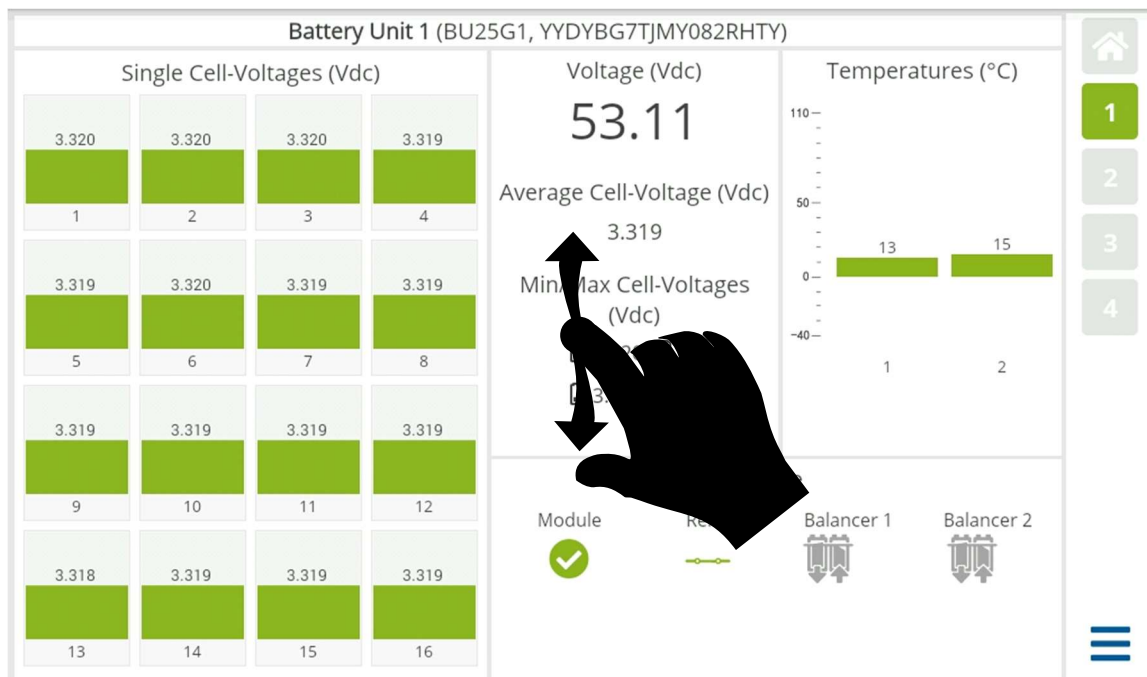 Battery Unit 1 (BU25G1, YYDYBG7TJMY082RHTY)
Single Cell-Voltages (Vdc)
3.320 3.320 3.320 3.319
1 2 3 4
3.319 3.320 3.319 3.319
5 6 7 8
3.319 3.319 3.319 3.319
9 10 11 12
3.318 3.319 3.319 3.319
13 14 15 16
Voltage (Vdc)
53.11
Average Cell-Voltage (Vdc)
3.319
Min/Max Cell-Voltages
(Vdc)
Temperatures (°C)
110
50
0
-40
13 15
1 2
Module Balancer 1 Balancer 2
1
2
3
4